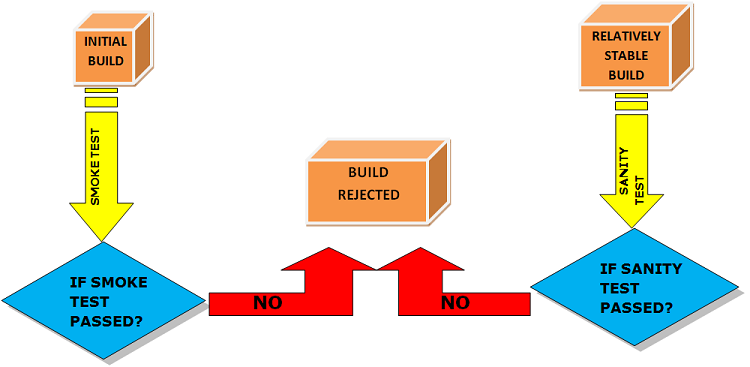 INITIAL
BUILD
RELATIVELY
STABLE
BUILD
SMOKE TEST
SANITY
TEST
BUILD
REJECTED
IF SMOKE
TEST
PASSED?
IF SANITY
TEST
PASSED?
NO
NO